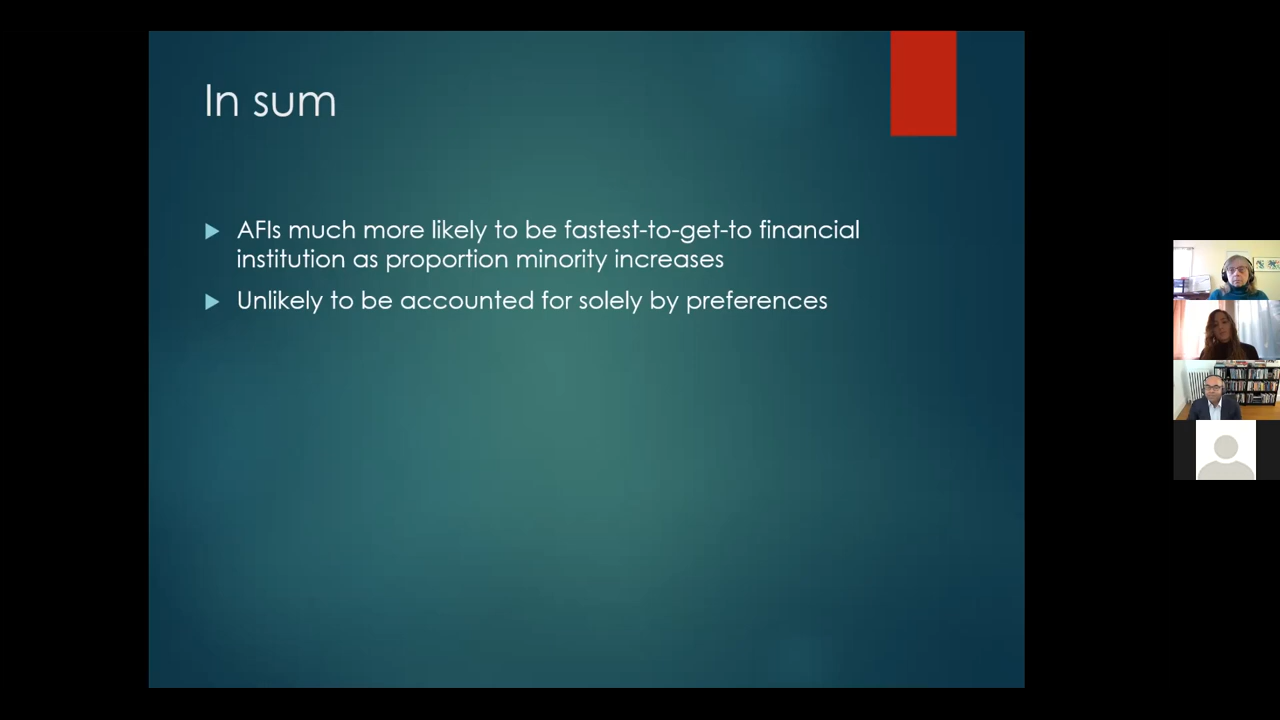 In sum
AFIs much more likely to be fastest-to-get-to financial
institution as proportion minority increases
Unlikely to be accounted for solely by preferences